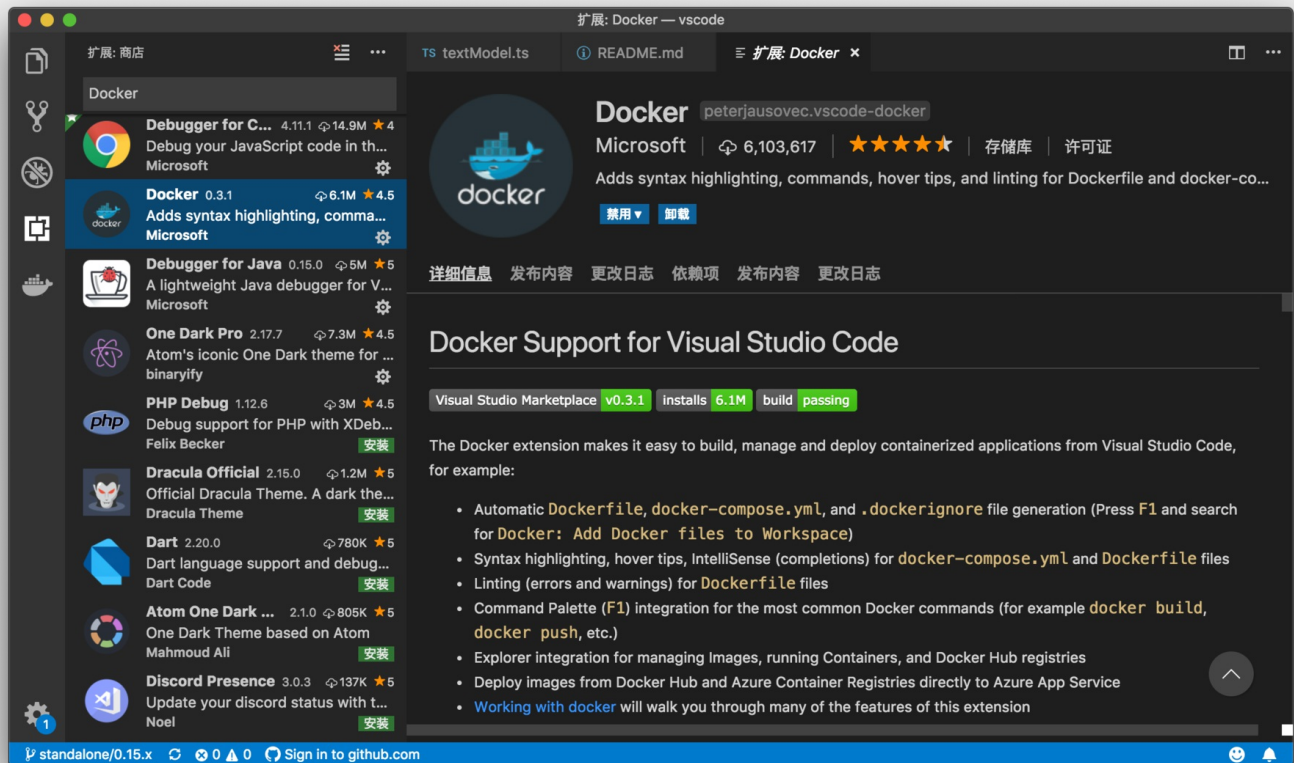 扩展: Docker — vscode
扩展: 商店
TS textModel.ts
README.md
扩展: Docker
Docker
Debugger for C... 4.11.1 14.9M ★4
Debug your JavaScript code in th...
Microsoft
Docker 0.3.1 6.1M ★4.5
Adds syntax highlighting, comma...
Microsoft
docker
Debugger for Java 0.15.0 5M ★5
A lightweight Java debugger for V...
Microsoft
One Dark Pro 2.17.7 7.3M ★4.5
Atom's iconic One Dark theme for ...
binaryify
PHP Debug 1.12.6 3M ★4.5
Debug support for PHP with XDeb...
Felix Becker 安装
php
Dracula Official 2.15.0 1.2M ★5
Official Dracula Theme. A dark the...
Dracula Theme 安装
Dart 2.20.0 780K ★5
Dart language support and debug...
Dart Code 安装
Atom One Dark ... 2.1.0 805K ★5
One Dark Theme based on Atom
Mahmoud Ali 安装
Discord Presence 3.0.3 137K ★5
Update your discord status with t...
Noel 安装
docker
Docker peterjausovec.vscode-docker
Microsoft 6,103,617 存储库 许可证
Adds syntax highlighting, commands, hover tips, and linting for Dockerfile and docker-co...
禁用▼ 卸载
详细信息 发布内容 更改日志 依赖项 发布内容 更改日志
Docker Support for Visual Studio Code
Visual Studio Marketplace v0.3.1 installs 6.1M build passing
The Docker extension makes it easy to build, manage and deploy containerized applications from Visual Studio Code,
for example:
• Automatic Dockerfile, docker-compose.yml, and .dockerignore file generation (Press F1 and search
for Docker: Add Docker files to Workspace)
• Syntax highlighting, hover tips, IntelliSense (completions) for docker-compose.yml and Dockerfile files
• Linting (errors and warnings) for Dockerfile files
• Command Palette (F1) integration for the most common Docker commands (for example docker build,
docker push, etc.)
• Explorer integration for managing Images, running Containers, and Docker Hub registries
• Deploy images from Docker Hub and Azure Container Registries directly to Azure App Service
• Working with docker will walk you through many of the features of this extension
1
standalone/0.15.x 0 0 Sign in to github.com